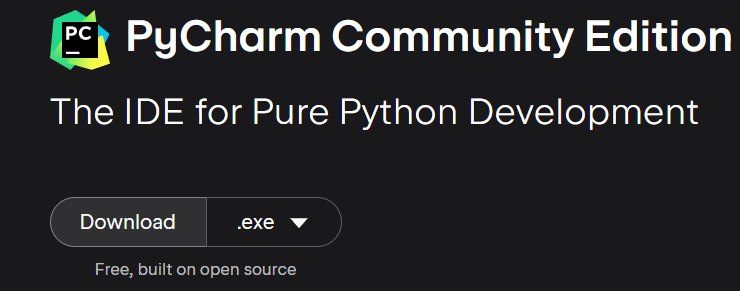 PC
PyCharm Community Edition
The IDE for Pure Python Development
Download
.exe
Free, built on open source